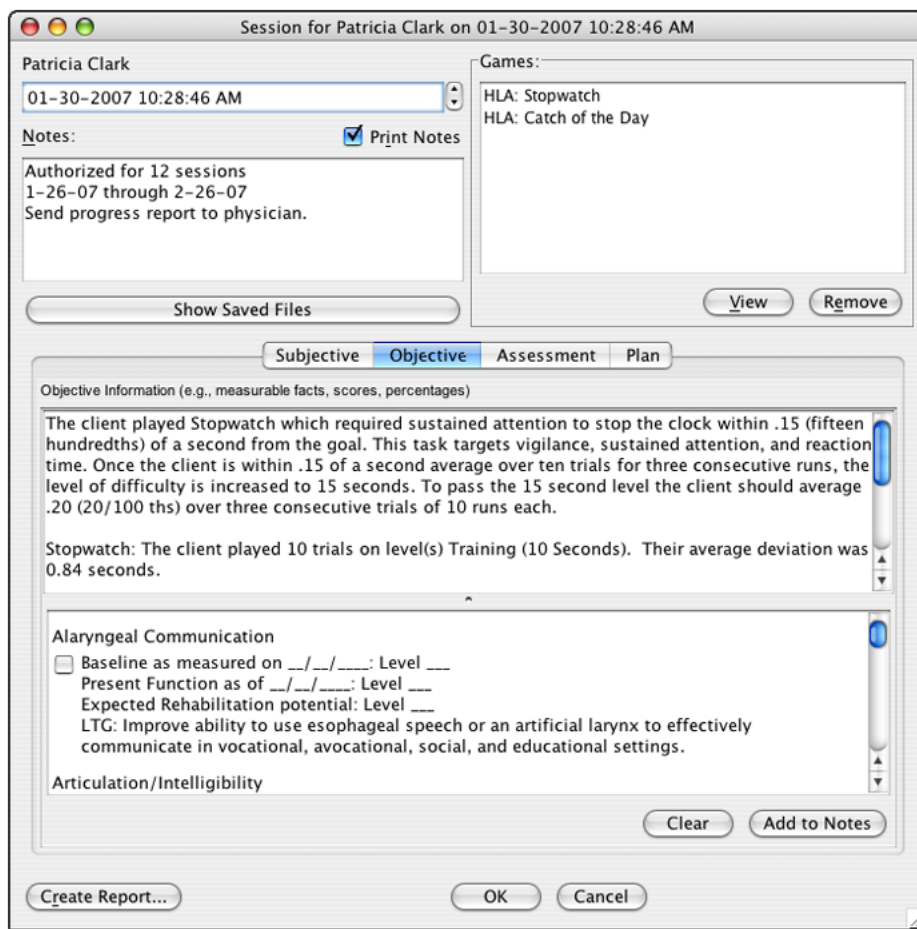 Session for Patricia Clark on 01-30-2007 10:28:46 AM
Patricia Clark
01-30-2007 10:28:46 AM
Notes:
Print Notes
Authorized for 12 sessions
1-26-07 through 2-26-07
Send progress report to physician.
Show Saved Files
Games:
HLA: Stopwatch
HLA: Catch of the Day
View
Remove
Subjective
Objective
Assessment
Plan
Objective Information (e.g., measurable facts, scores, percentages)
The client played Stopwatch which required sustained attention to stop the clock within .15 (fifteen
hundredths) of a second from the goal. This task targets vigilance, sustained attention, and reaction
time. Once the client is within .15 of a second average over ten trials for three consecutive runs, the
level of difficulty is increased to 15 seconds. To pass the 15 second level the client should average
.20 (20/100 ths) over three consecutive trials of 10 runs each.
Stopwatch: The client played 10 trials on level(s) Training (10 Seconds).  Their average deviation was
0.84 seconds.
Alaryngeal Communication
Baseline as measured on __/__/____: Level ___
Present Function as of __/__/____: Level ___
Expected Rehabilitation potential: Level ___
LTG: Improve ability to use esophageal speech or an artificial larynx to effectively
communicate in vocational, avocational, social, and educational settings.
Articulation/Intelligibility
Clear
Add to Notes
Create Report...
OK
Cancel